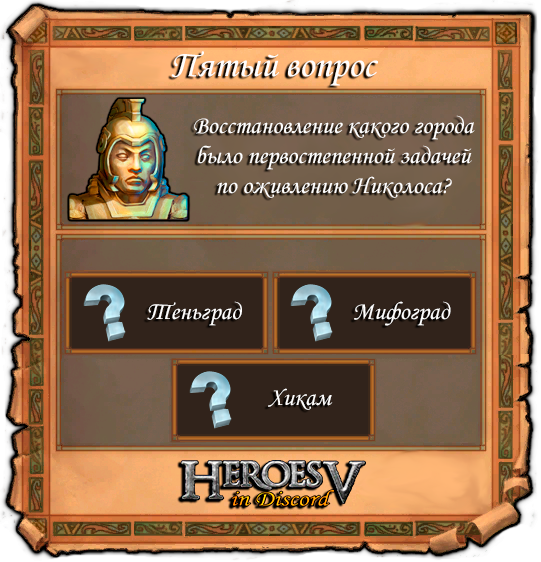 Пятый вопрос
Восстановление какого города
было первостепенной задачей
по оживлению Николоса?
Теньград
Мифоград
Хикам
HEROES V
in Discord